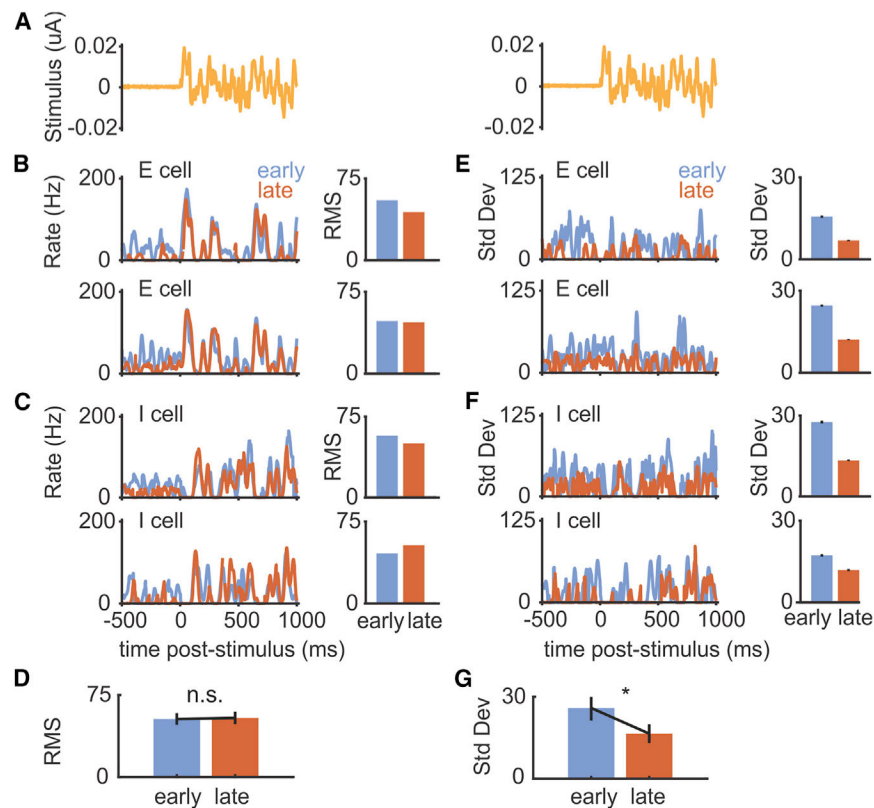 A
Stimulus (uA)
0.02
0
-0.02
0.02
0
-0.02
B
Rate (Hz)
200
0
E cell
early
late
RMS
75
0
200
0
E cell
75
0
C
Rate (Hz)
200
0
I cell
RMS
75
0
200
0
I cell
75
0
-500 0 500 1000
early late
time post-stimulus (ms)
E
Std Dev
125
0
E cell
early
late
Std Dev
30
0
125
0
E cell
30
0
F
Std Dev
125
0
I cell
Std Dev
30
0
125
0
I cell
30
0
-500 0 500 1000
early late
time post-stimulus (ms)
D
RMS
75
0
n.s.
early late
G
Std Dev
30
0
*
early late